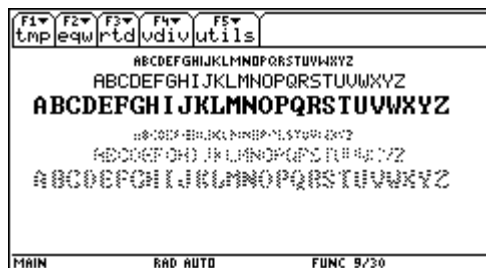 F1 F2 F3 F4 F5
tmp eqw rtd vdiv utils
ABCDEFGHIJKLMNOPQRSTUVWXYZ
ABCDEFGHIJKLMNOPQRSTUVWXYZ
ABCDEFGHIJKLMNOPQRSTUVWXYZ
ABCDEFGHIJKLMNOPQRSTUVWXYZ
MAIN RAD AUTO FUNC 9/30